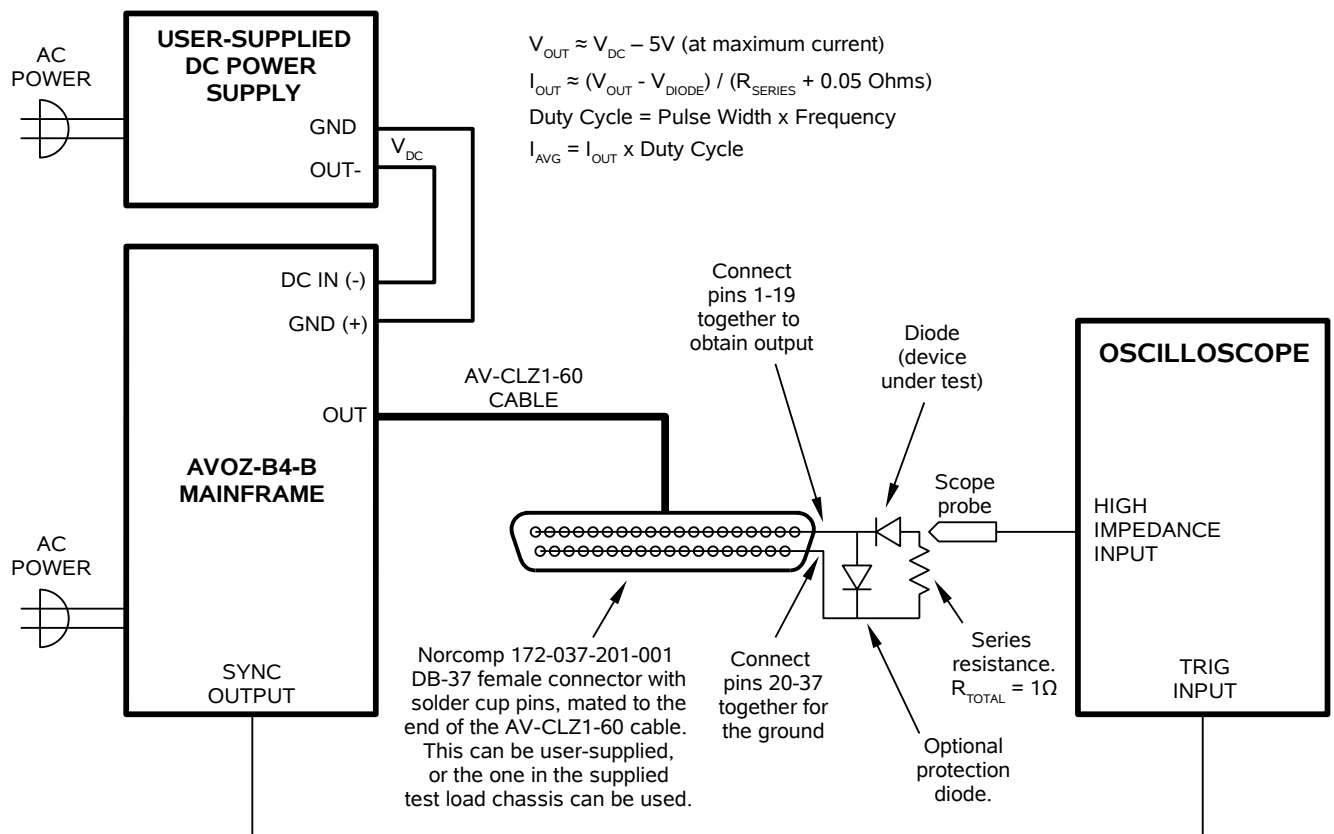 USER-SUPPLIED
DC POWER
SUPPLY
AC
POWER
GND
V_DC
OUT-
V_OUT ≈ V_DC – 5V (at maximum current)
I_OUT ≈ (V_OUT - V_DIODE) / (R_SERIES + 0.05 Ohms)
Duty Cycle = Pulse Width x Frequency
I_AVG = I_OUT x Duty Cycle
DC IN (-)
GND (+)
OUT
AVOZ-B4-B
MAINFRAME
AC
POWER
SYNC
OUTPUT
AV-CLZ1-60
CABLE
Connect
pins 1-19
together to
obtain output
Diode
(device
under test)
Scope
probe
OSCILLOSCOPE
HIGH
IMPEDANCE
INPUT
TRIG
INPUT
Norcomp 172-037-201-001
DB-37 female connector with
solder cup pins, mated to the
end of the AV-CLZ1-60 cable.
This can be user-supplied,
or the one in the supplied
test load chassis can be used.
Connect
pins 20-37
together for
the ground
Series
resistance.
R_TOTAL = 1Ω
Optional
protection
diode.